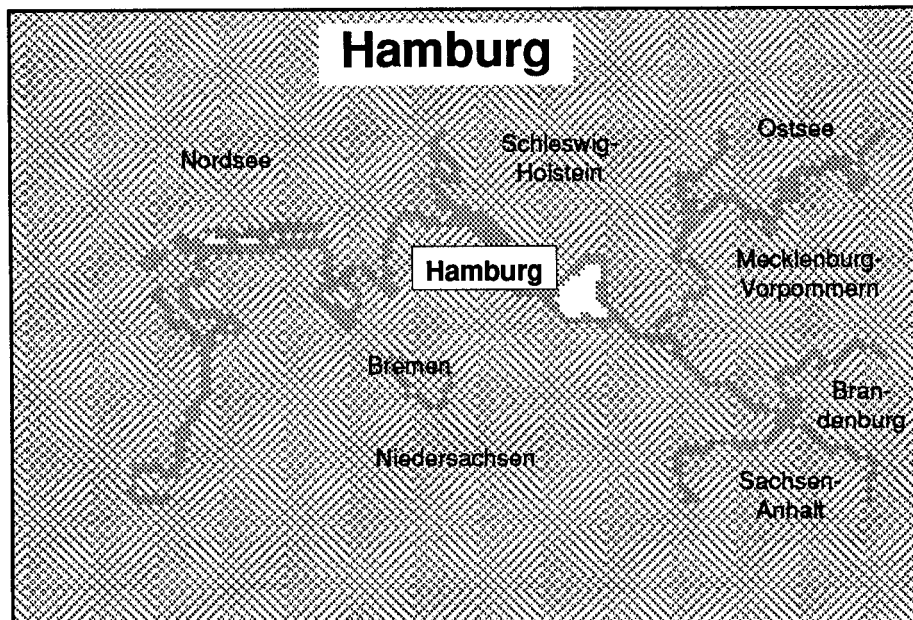 Hamburg
Schleswig-
Holstein
Ostsee
Nordsee
Mecklenburg-
Vorpommern
Hamburg
Bremen
Bran-
denburg
Niedersachsen
Sachsen-
Anhalt